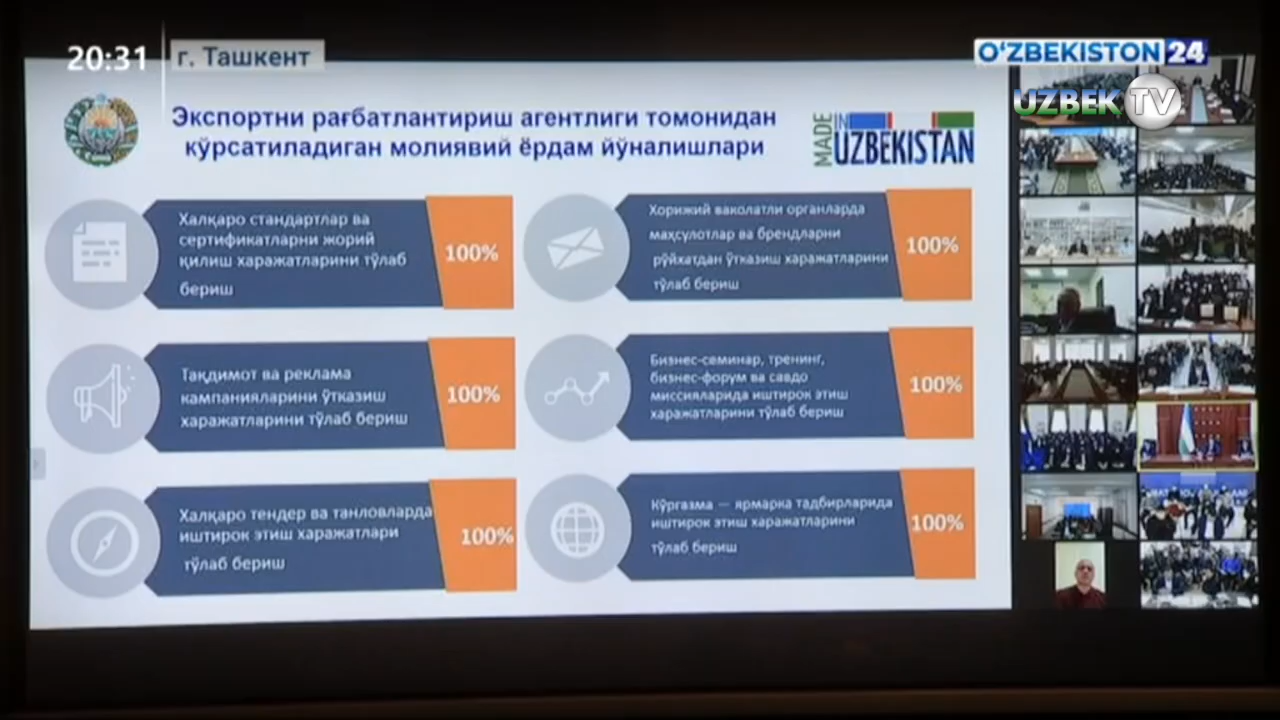 20:31
г. Ташкент
O‘ZBEKISTON 24
UZBEK TV
Экспортни рағбатлантириш агентлиги томонидан
кўрсатиладиган молиявий ёрдам йўналишлари
MADE
IN
UZBEKISTAN
Халқаро стандартлар ва
сертификатларни жорий
қилиш харажатларини тўлаб
бериш
100%
Хорижий ваколатли органларда
маҳсулотлар ва брендларни
рўйхатдан ўтказиш харажатларини
тўлаб бериш
100%
Тақдимот ва реклама
кампанияларини ўтказиш
харажатларини тўлаб бериш
100%
Бизнес-семинар, тренинг,
бизнес-форум ва савдо
миссияларида иштирок этиш
харажатларини тўлаб бериш
100%
Халқаро тендер ва танловларда
иштирок этиш харажатлари
тўлаб бериш
100%
Кўргазма — ярмарка тадбирларида
иштирок этиш харажатларини
тўлаб бериш
100%